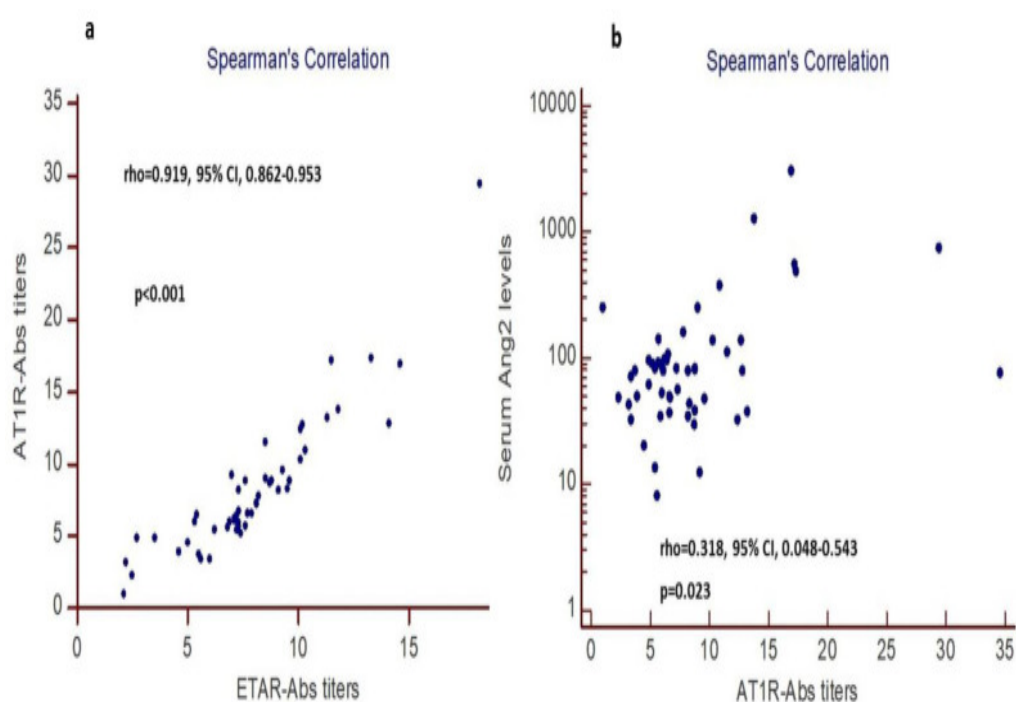 a
Spearman's Correlation
35
30
25
20
15
10
5
0
AT1R-Abs titers
rho=0.919, 95% CI, 0.862-0.953
p<0.001
0
5
10
15
ETAR-Abs titers
b
Spearman's Correlation
10000
1000
100
10
1
Serum Ang2 levels
rho=0.318, 95% CI, 0.048-0.543
p=0.023
0
5
10
15
20
25
30
35
AT1R-Abs titers